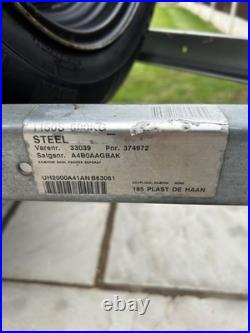 STEEL
Varenr. 33039 Pnr. 374972
Salgsnr. A4B0AAGBAK
UH2000A41AN B63061
185 PLAST DE HAAN